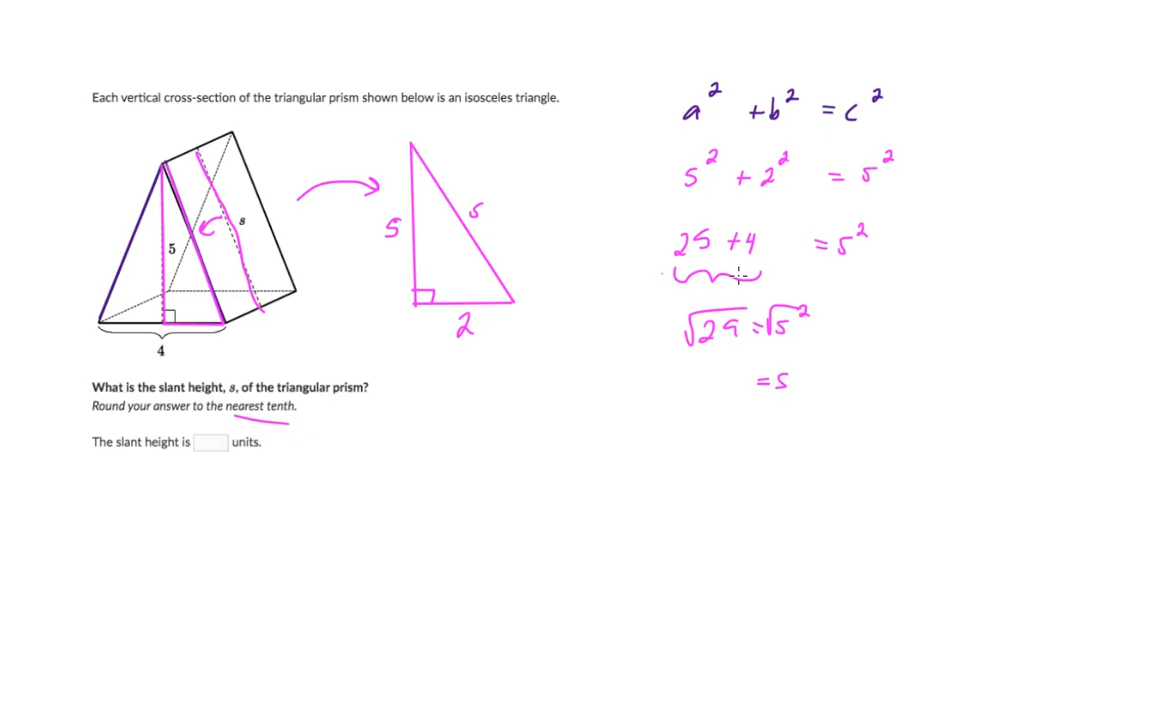 Each vertical cross-section of the triangular prism shown below is an isosceles triangle.
s
5
4
5
s
2
a² + b² = c²
5² + 2² = s²
25 + 4 = s²
√29 = √s²
= s
What is the slant height, s, of the triangular prism?
Round your answer to the nearest tenth.
The slant height is units.